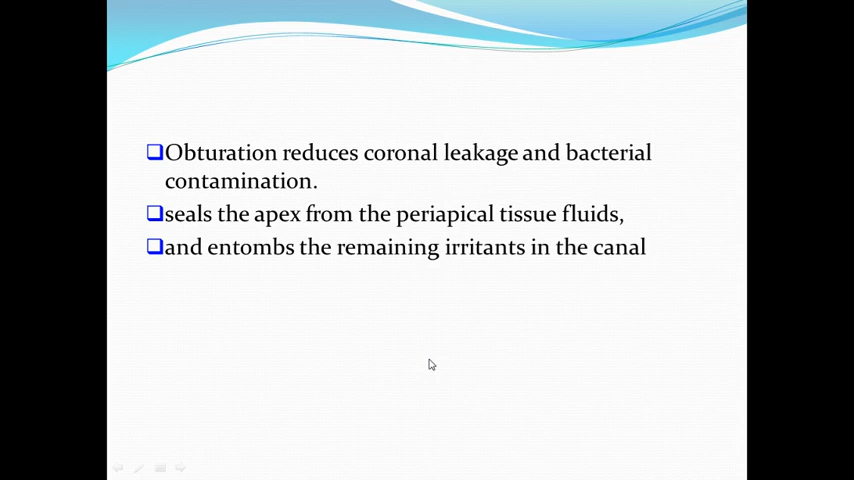 Obturation reduces coronal leakage and bacterial
contamination.
seals the apex from the periapical tissue fluids,
and entombs the remaining irritants in the canal